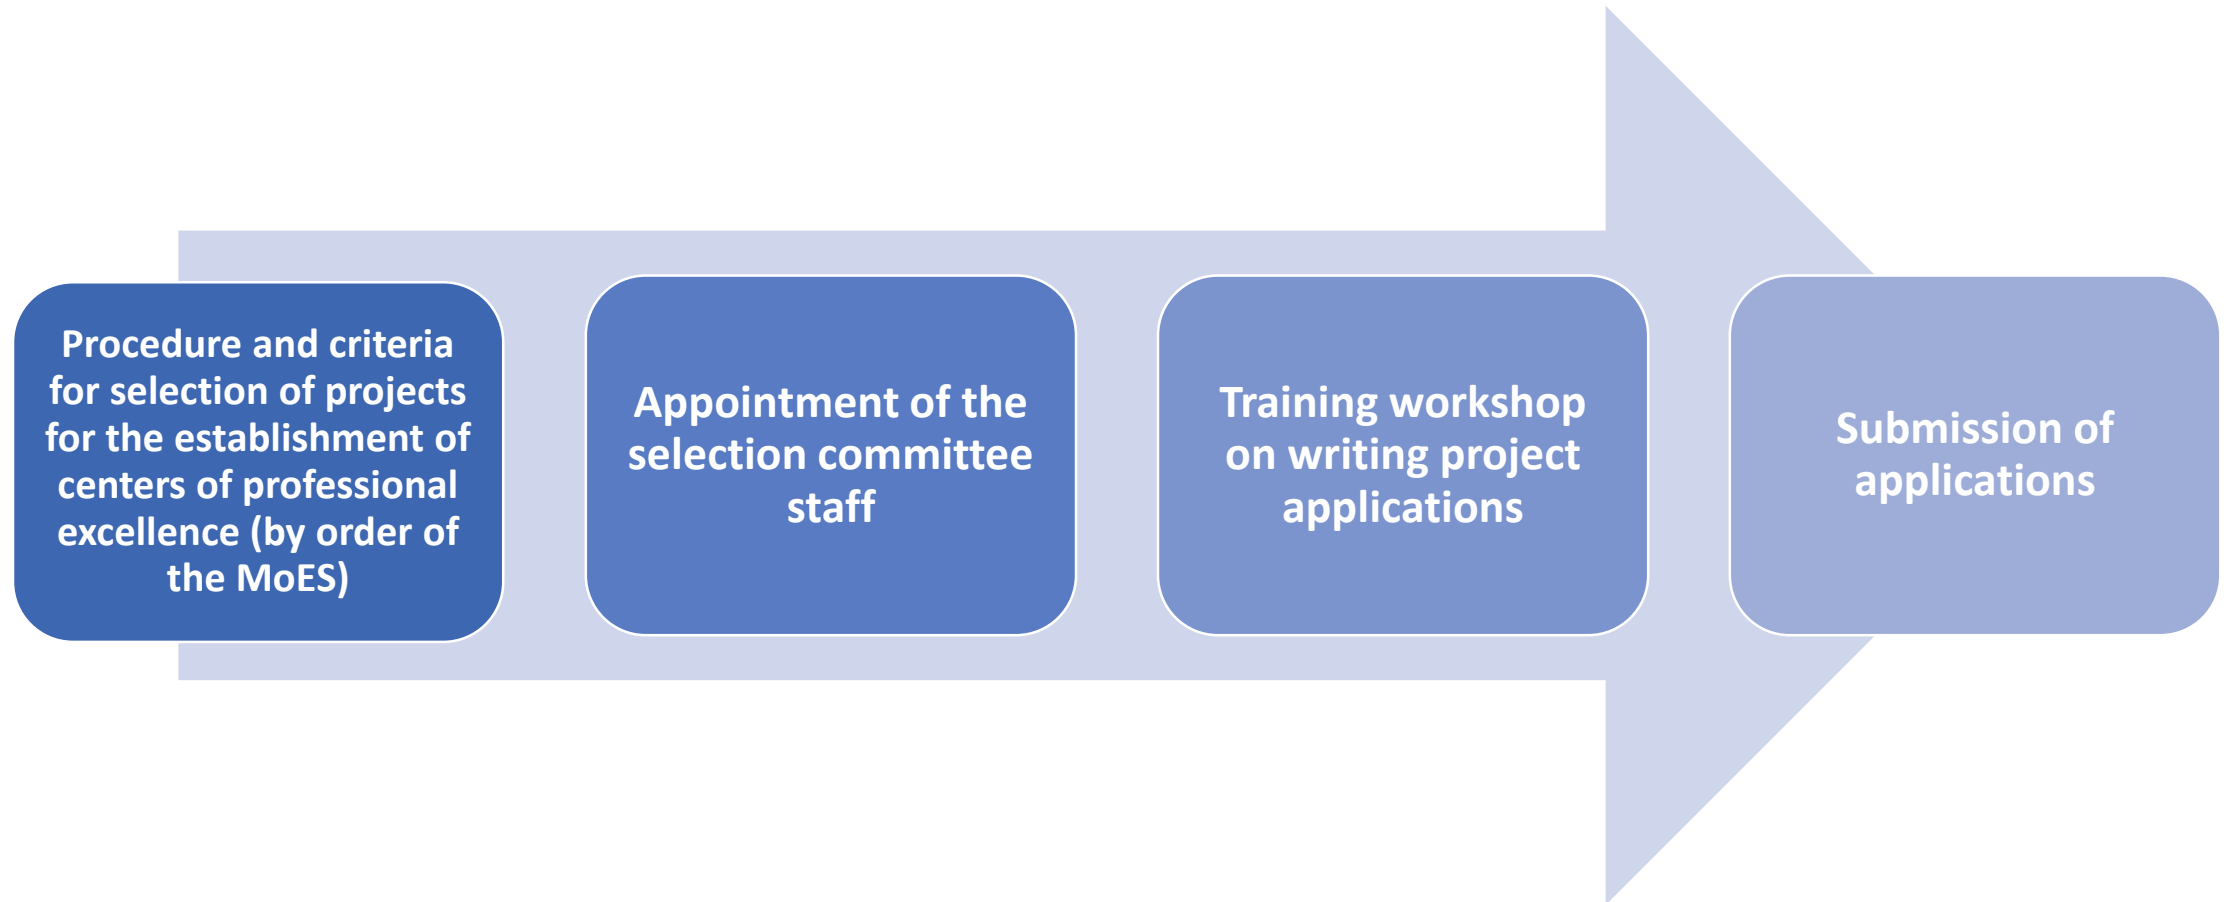 Procedure and criteria
for selection of projects
for the establishment of
centers of professional
excellence (by order of
the MoES)
Appointment of the
selection committee
staff
Training workshop
on writing project
applications
Submission of
applications